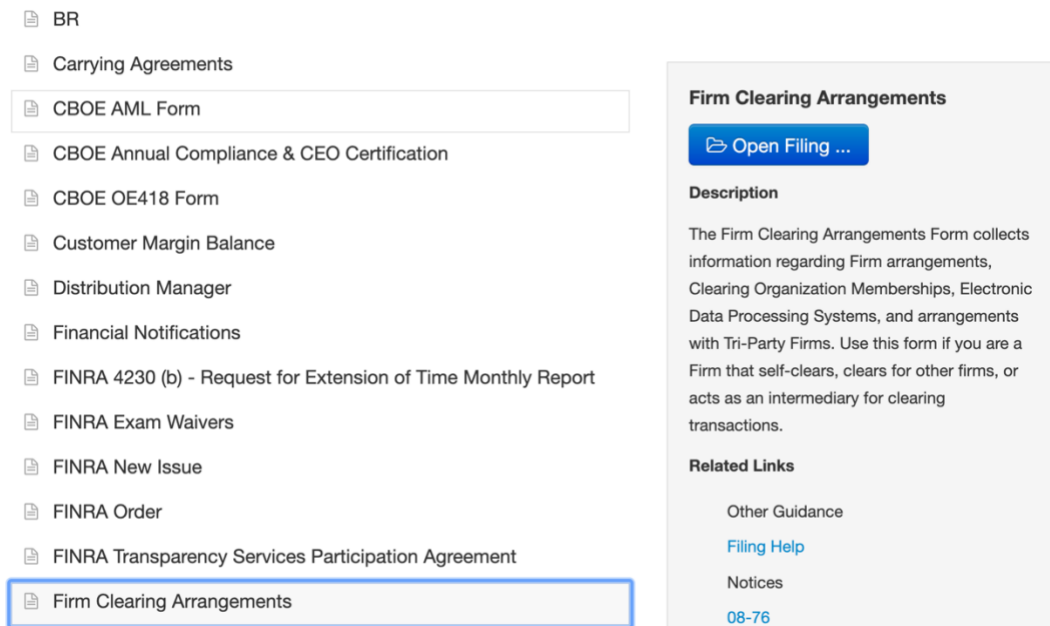 BR
Carrying Agreements
CBOE AML Form
CBOE Annual Compliance & CEO Certification
CBOE OE418 Form
Customer Margin Balance
Distribution Manager
Financial Notifications
FINRA 4230 (b) - Request for Extension of Time Monthly Report
FINRA Exam Waivers
FINRA New Issue
FINRA Order
FINRA Transparency Services Participation Agreement
Firm Clearing Arrangements
Firm Clearing Arrangements
Open Filing ...
Description
The Firm Clearing Arrangements Form collects
information regarding Firm arrangements,
Clearing Organization Memberships, Electronic
Data Processing Systems, and arrangements
with Tri-Party Firms. Use this form if you are a
Firm that self-clears, clears for other firms, or
acts as an intermediary for clearing
transactions.
Related Links
Other Guidance
Filing Help
Notices
08-76